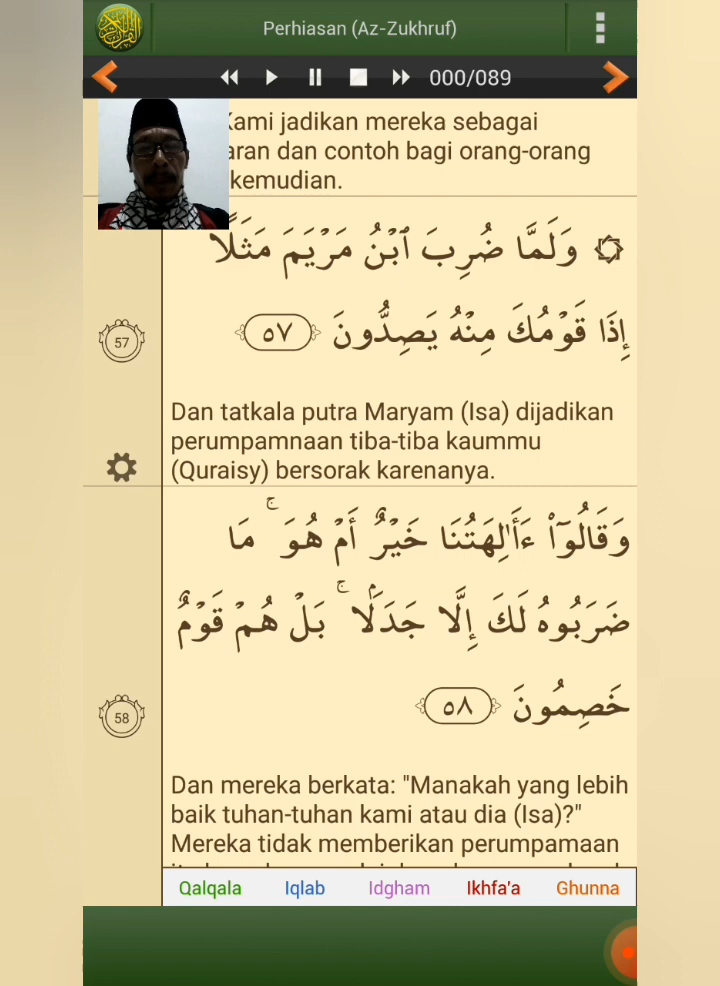 Perhiasan (Az-Zukhruf)
000/089
Kami jadikan mereka sebagai
aran dan contoh bagi orang-orang
kemudian.
۞ وَلَمَّا ضُرِبَ ٱبْنُ مَرْيَمَ مَثَلًا
57
إِذَا قَوْمُكَ مِنْهُ يَصِدُّونَ ٥٧
Dan tatkala putra Maryam (Isa) dijadikan
perumpamnaan tiba-tiba kaummu
(Quraisy) bersorak karenanya.
وَقَالُوٓا۟ ءَأَٰلِهَتُنَا خَيْرٌ أَمْ هُوَ ۚ مَا
ضَرَبُوهُ لَكَ إِلَّا جَدَلًۢا ۚ بَلْ هُمْ قَوْمٌ
58
خَصِمُونَ ٥٨
Dan mereka berkata: "Manakah yang lebih
baik tuhan-tuhan kami atau dia (Isa)?"
Mereka tidak memberikan perumpamaan
Qalqala Iqlab Idgham Ikhfa'a Ghunna